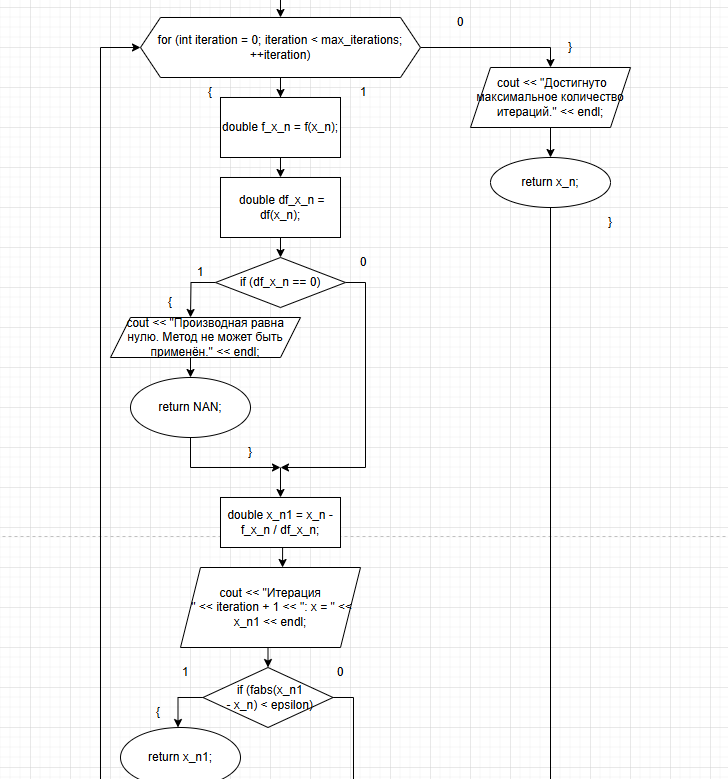 0
for (int iteration = 0; iteration < max_iterations;
++iteration)
}
{
1
cout << "Достигнуто
максимальное количество
итераций." << endl;
double f_x_n = f(x_n);
return x_n;
double df_x_n =
df(x_n);
}
1
0
if (df_x_n == 0)
{
cout << "Производная равна
нулю. Метод не может быть
применён." << endl;
return NAN;
}
double x_n1 = x_n -
f_x_n / df_x_n;
cout << "Итерация
" << iteration + 1 << ": x = " <<
x_n1 << endl;
1
0
if (fabs(x_n1
- x_n) < epsilon)
{
return x_n1;